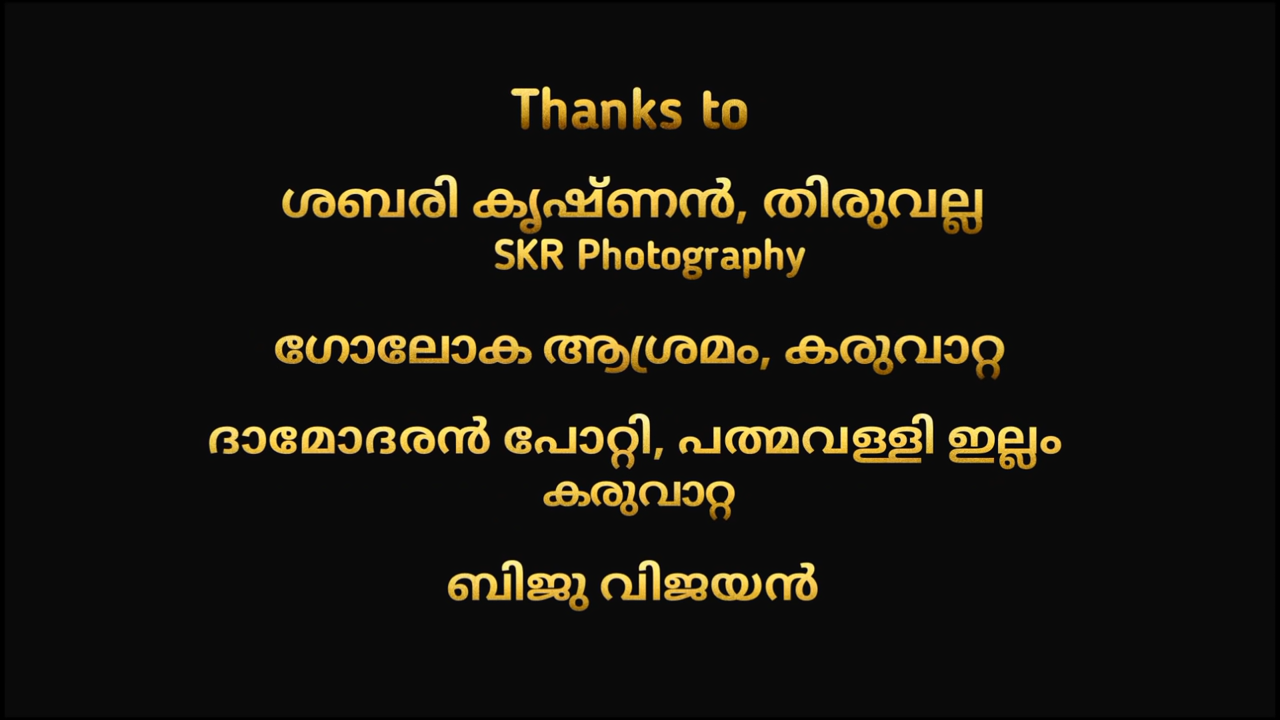 Thanks to
ശബരി കൃഷ്ണൻ, തിരുവല്ല
SKR Photography
ഗോലോക ആശ്രമം, കരുവാറ്റ
ദാമോദരൻ പോറ്റി, പത്മവള്ളി ഇല്ലം
കരുവാറ്റ
ബിജു വിജയൻ